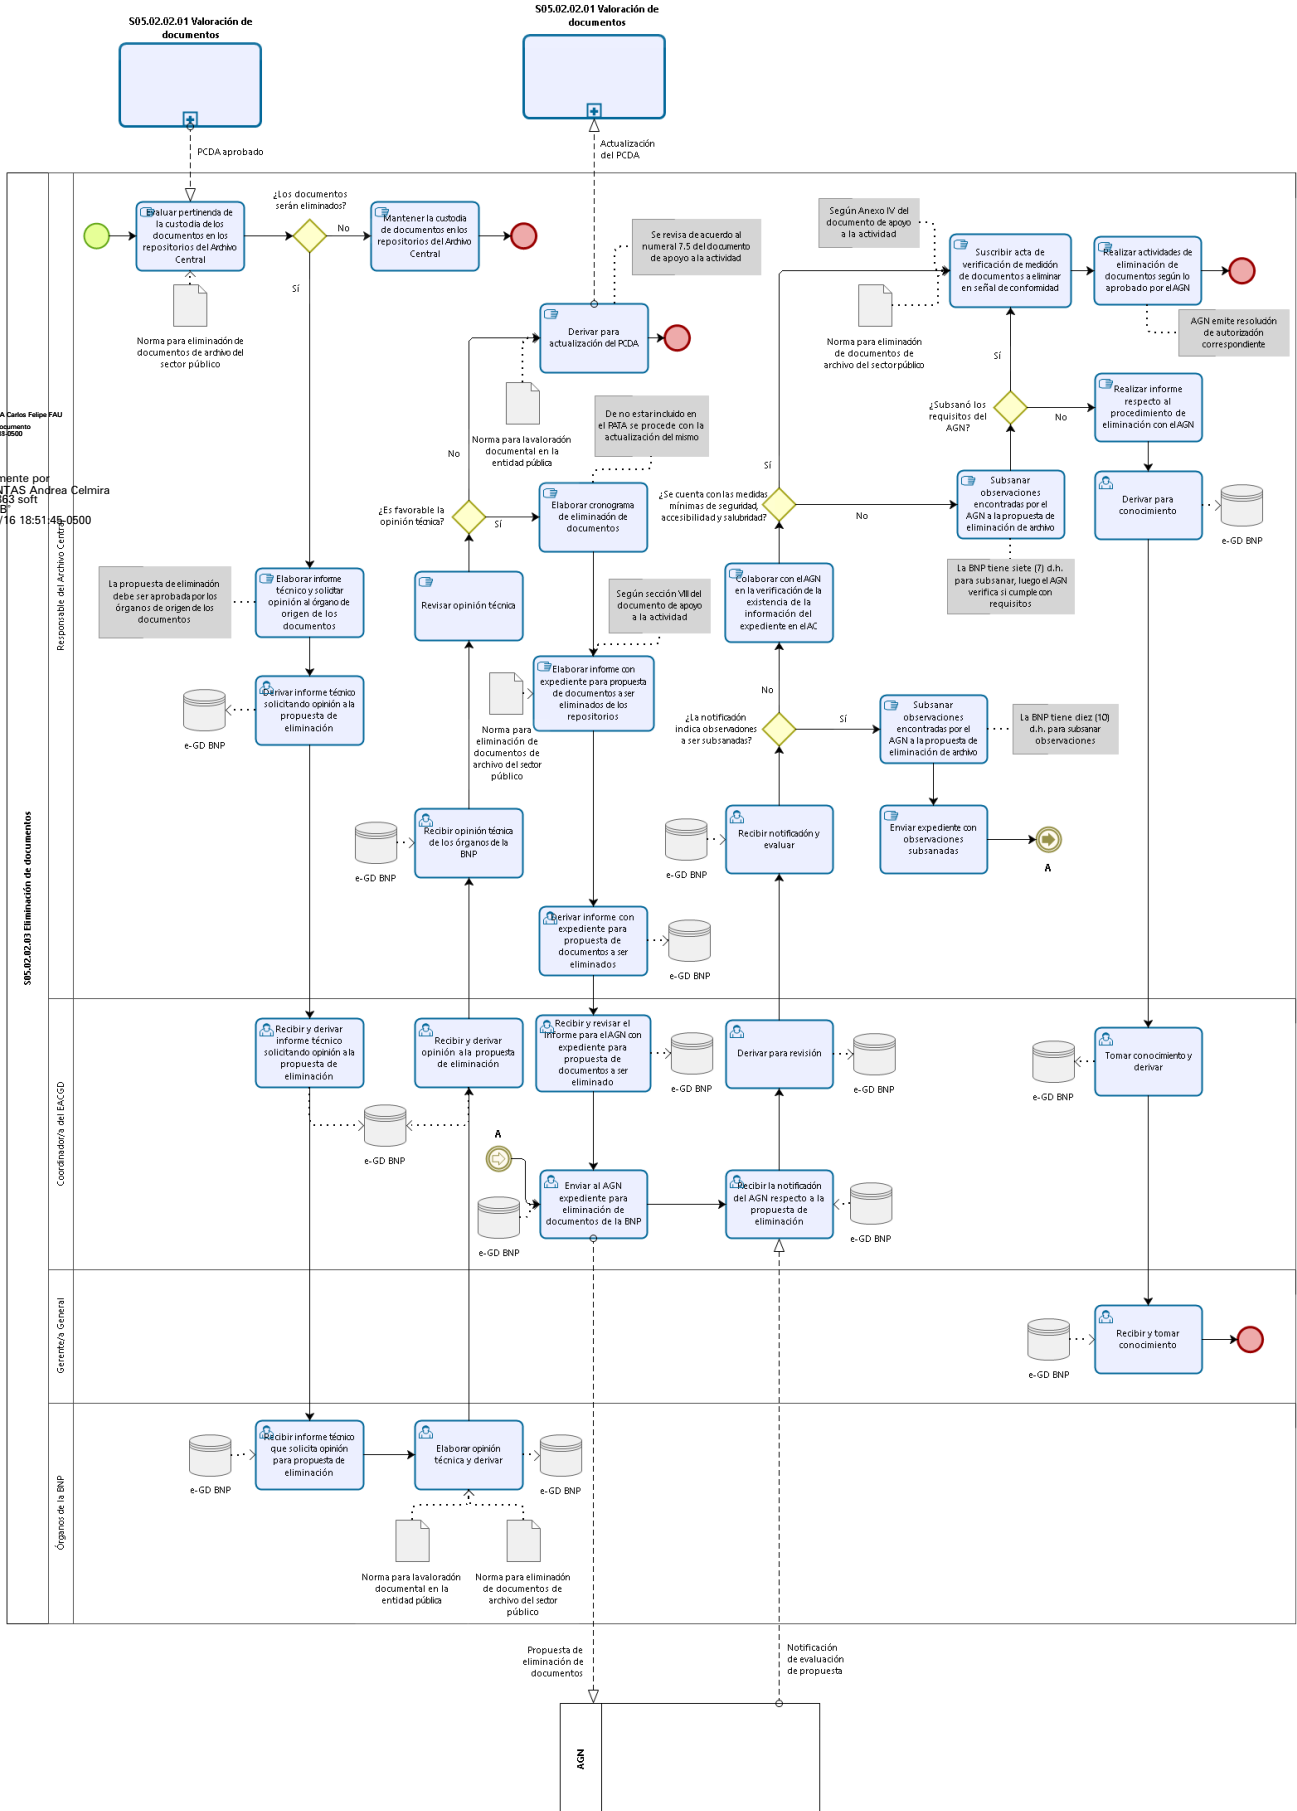 S05.02.02.01 Valoración de
documentos
S05.02.02.01 Valoración de
documentos
PCDA aprobado
Actualización
del PCDA
S05.02.02.03 Eliminación de documentos
Responsable del Archivo Central
Evaluar pertinencia de
la custodia de los
documentos en los
repositorios del Archivo
Central
¿Los documentos
serán eliminados?
No
Sí
Mantener la custodia
de documentos en los
repositorios del Archivo
Central
Norma para eliminación de
documentos de archivo del
sector público
Se revisa de acuerdo al
numeral 7.5 del documento
de apoyo a la actividad
Derivar para
actualización del PCDA
Norma para la valoración
documental en la
entidad pública
De no estar incluido en
el PATA se procede con la
actualización del mismo
No
¿Es favorable la
opinión técnica?
Sí
Elaborar cronograma
de eliminación de
documentos
Según Anexo IV del
documento de apoyo
a la actividad
Norma para eliminación
de documentos de
archivo del sector público
Suscribir acta de
verificación de medición
de documentos a eliminar
en señal de conformidad
Realizar actividades de
eliminación de
documentos según lo
aprobado por el AGN
AGN emite resolución
de autorización
correspondiente
Sí
¿Subsanó los
requisitos del
AGN?
No
Realizar informe
respecto al
procedimiento de
eliminación con el AGN
Sí
¿Se cuenta con las medidas
mínimas de seguridad,
accesibilidad y salubridad?
No
Subsanar
observaciones
encontradas por el
AGN a la propuesta de
eliminación de archivo
Derivar para
conocimiento
e-GD BNP
La BNP tiene siete (7) d.h.
para subsanar, luego el AGN
verifica si cumple con
requisitos
A Carlos Felipe FAU
ocumento
38-0500
mente por
NTAS Andrea Celmira
363 soft
B"
/16 18:51:45-0500
La propuesta de eliminación
debe ser aprobada por los
órganos de origen de los
documentos
Elaborar informe
técnico y solicitar
opinión al órgano de
origen de los
documentos
Revisar opinión técnica
Según sección VIII del
documento de apoyo
a la actividad
Colaborar con el AGN
en la verificación de la
existencia de la
información del
expediente en el AC
Derivar informe técnico
solicitando opinión a la
propuesta de
eliminación
e-GD BNP
Elaborar informe con
expediente para propuesta
de documentos a ser
eliminados de los
repositorios
Norma para
eliminación de
documentos de
archivo del sector
público
No
¿La notificación
indica observaciones
a ser subsanadas?
Sí
Subsanar
observaciones
encontradas por el
AGN a la propuesta de
eliminación de archivo
La BNP tiene diez (10)
d.h. para subsanar
observaciones
Recibir opinión técnica
de los órganos de la
BNP
e-GD BNP
Recibir notificación y
evaluar
e-GD BNP
Enviar expediente con
observaciones
subsanadas
A
Derivar informe con
expediente para
propuesta de
documentos a ser
eliminados
e-GD BNP
Coordinador/a del EACGD
Recibir y derivar
informe técnico
solicitando opinión a la
propuesta de
eliminación
Recibir y derivar
opinión a la propuesta
de eliminación
e-GD BNP
Recibir y revisar el
informe para el AGN con
expediente para
propuesta de
documentos a ser
eliminado
e-GD BNP
Derivar para revisión
e-GD BNP
Tomar conocimiento y
derivar
e-GD BNP
A
Enviar al AGN
expediente para
eliminación de
documentos de la BNP
e-GD BNP
Recibir la notificación
del AGN respecto a la
propuesta de
eliminación
e-GD BNP
Gerente/a General
Recibir y tomar
conocimiento
e-GD BNP
Órganos de la BNP
Recibir informe técnico
que solicita opinión
para propuesta de
eliminación
e-GD BNP
Elaborar opinión
técnica y derivar
e-GD BNP
Norma para la valoración
documental en la
entidad pública
Norma para eliminación
de documentos de
archivo del sector
público
Propuesta de
eliminación de
documentos
Notificación
de evaluación
de propuesta
AGN